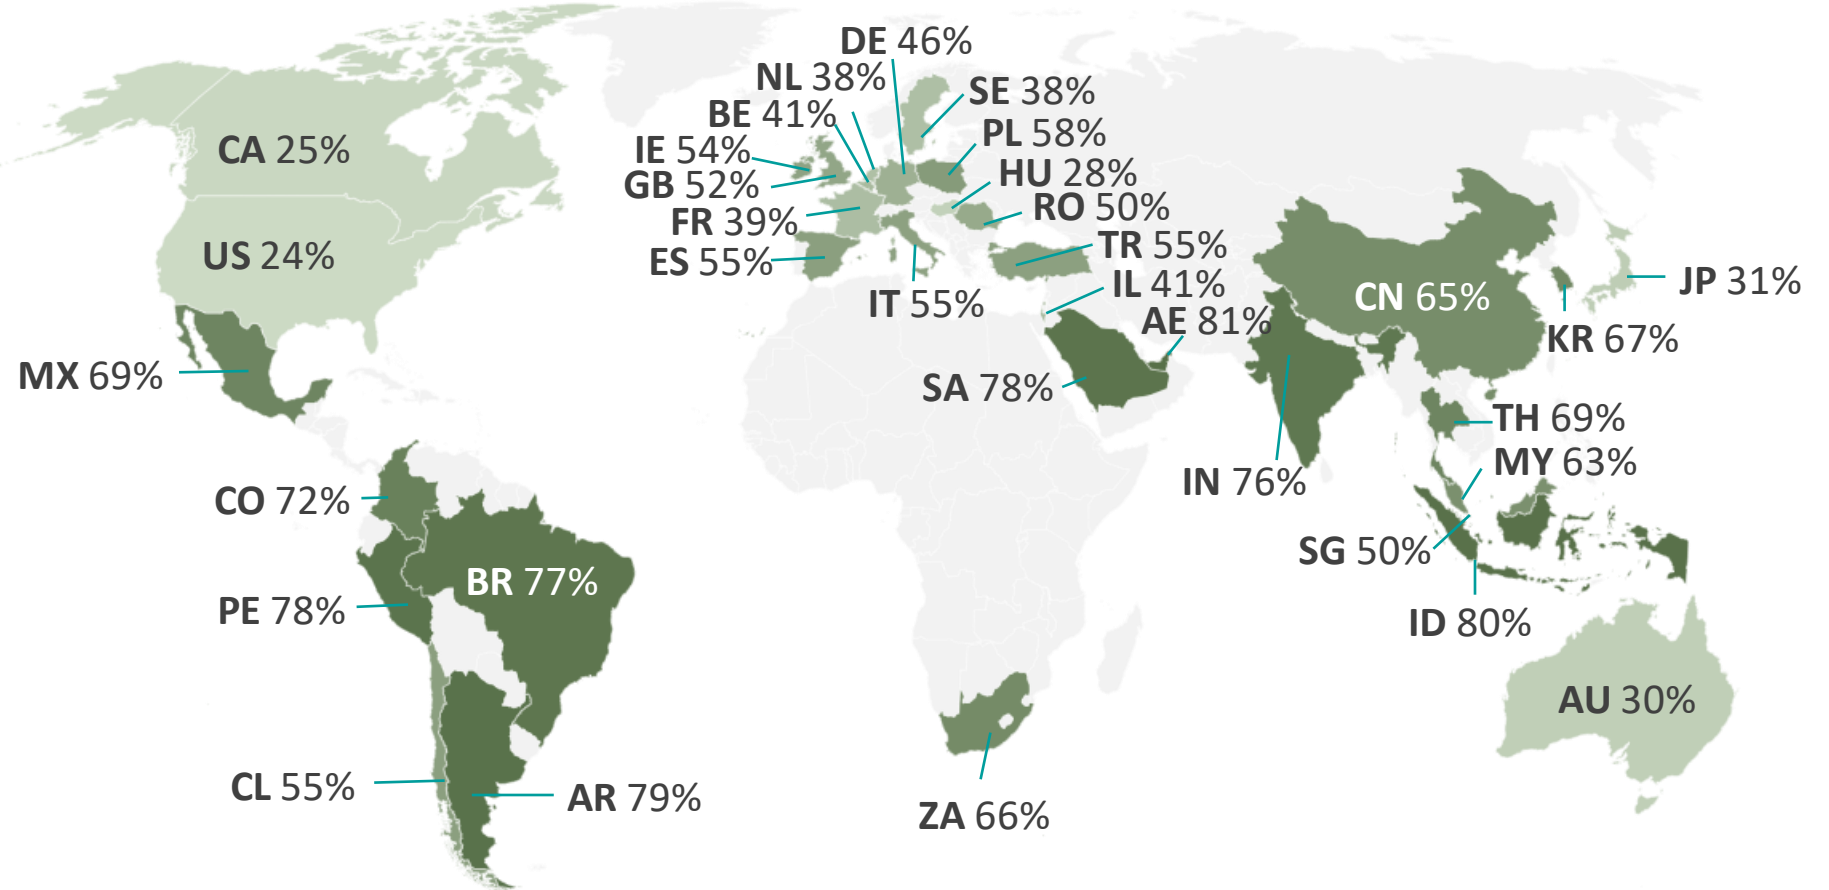 DE 46%
NL 38%
SE 38%
BE 41%
PL 58%
CA 25%
IE 54%
HU 28%
GB 52%
RO 50%
FR 39%
TR 55%
US 24%
ES 55%
IL 41%
JP 31%
IT 55%
CN 65%
AE 81%
KR 67%
MX 69%
SA 78%
TH 69%
MY 63%
IN 76%
CO 72%
SG 50%
BR 77%
PE 78%
ID 80%
AU 30%
CL 55%
AR 79%
ZA 66%